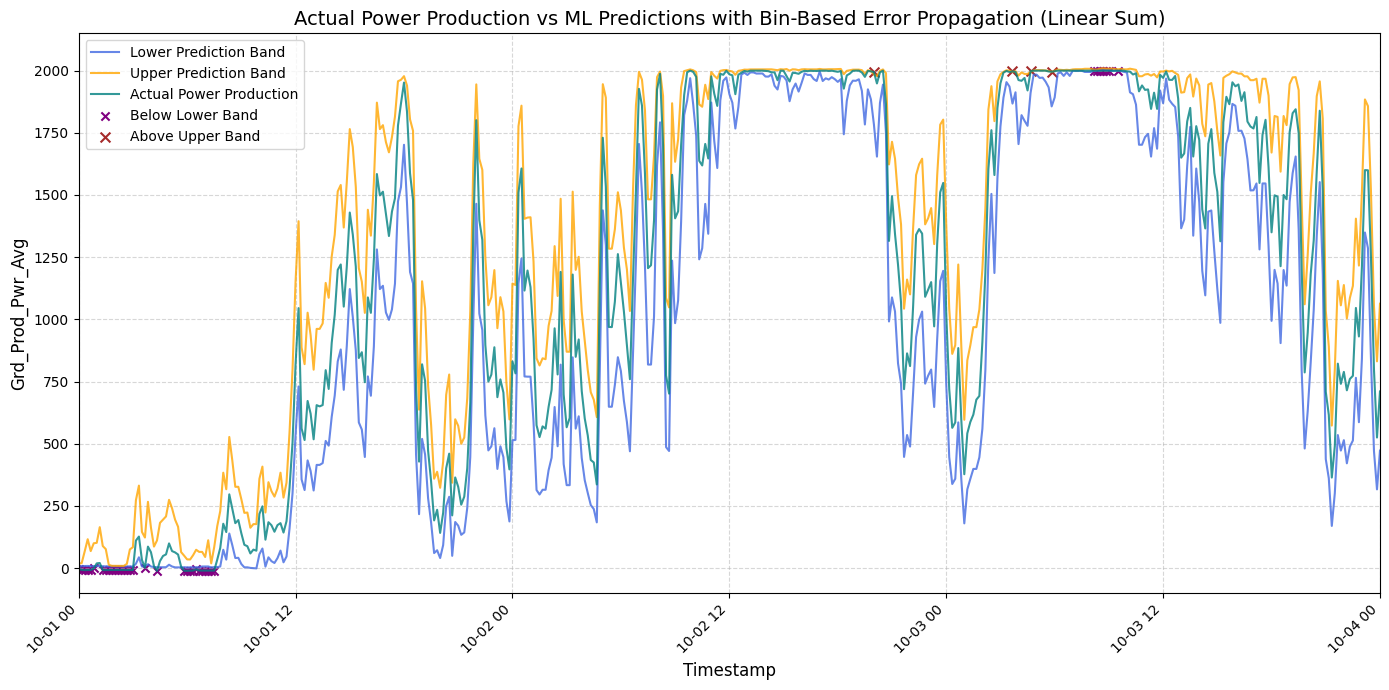 Actual Power Production vs ML Predictions with Bin-Based Error Propagation (Linear Sum)
Lower Prediction Band
Upper Prediction Band
Actual Power Production
Below Lower Band
Above Upper Band
Grd_Prod_Pwr_Avg
2000
1750
1500
1250
1000
750
500
250
0
10-01 00
10-01 12
10-02 00
10-02 12
10-03 00
10-03 12
10-04 00
Timestamp